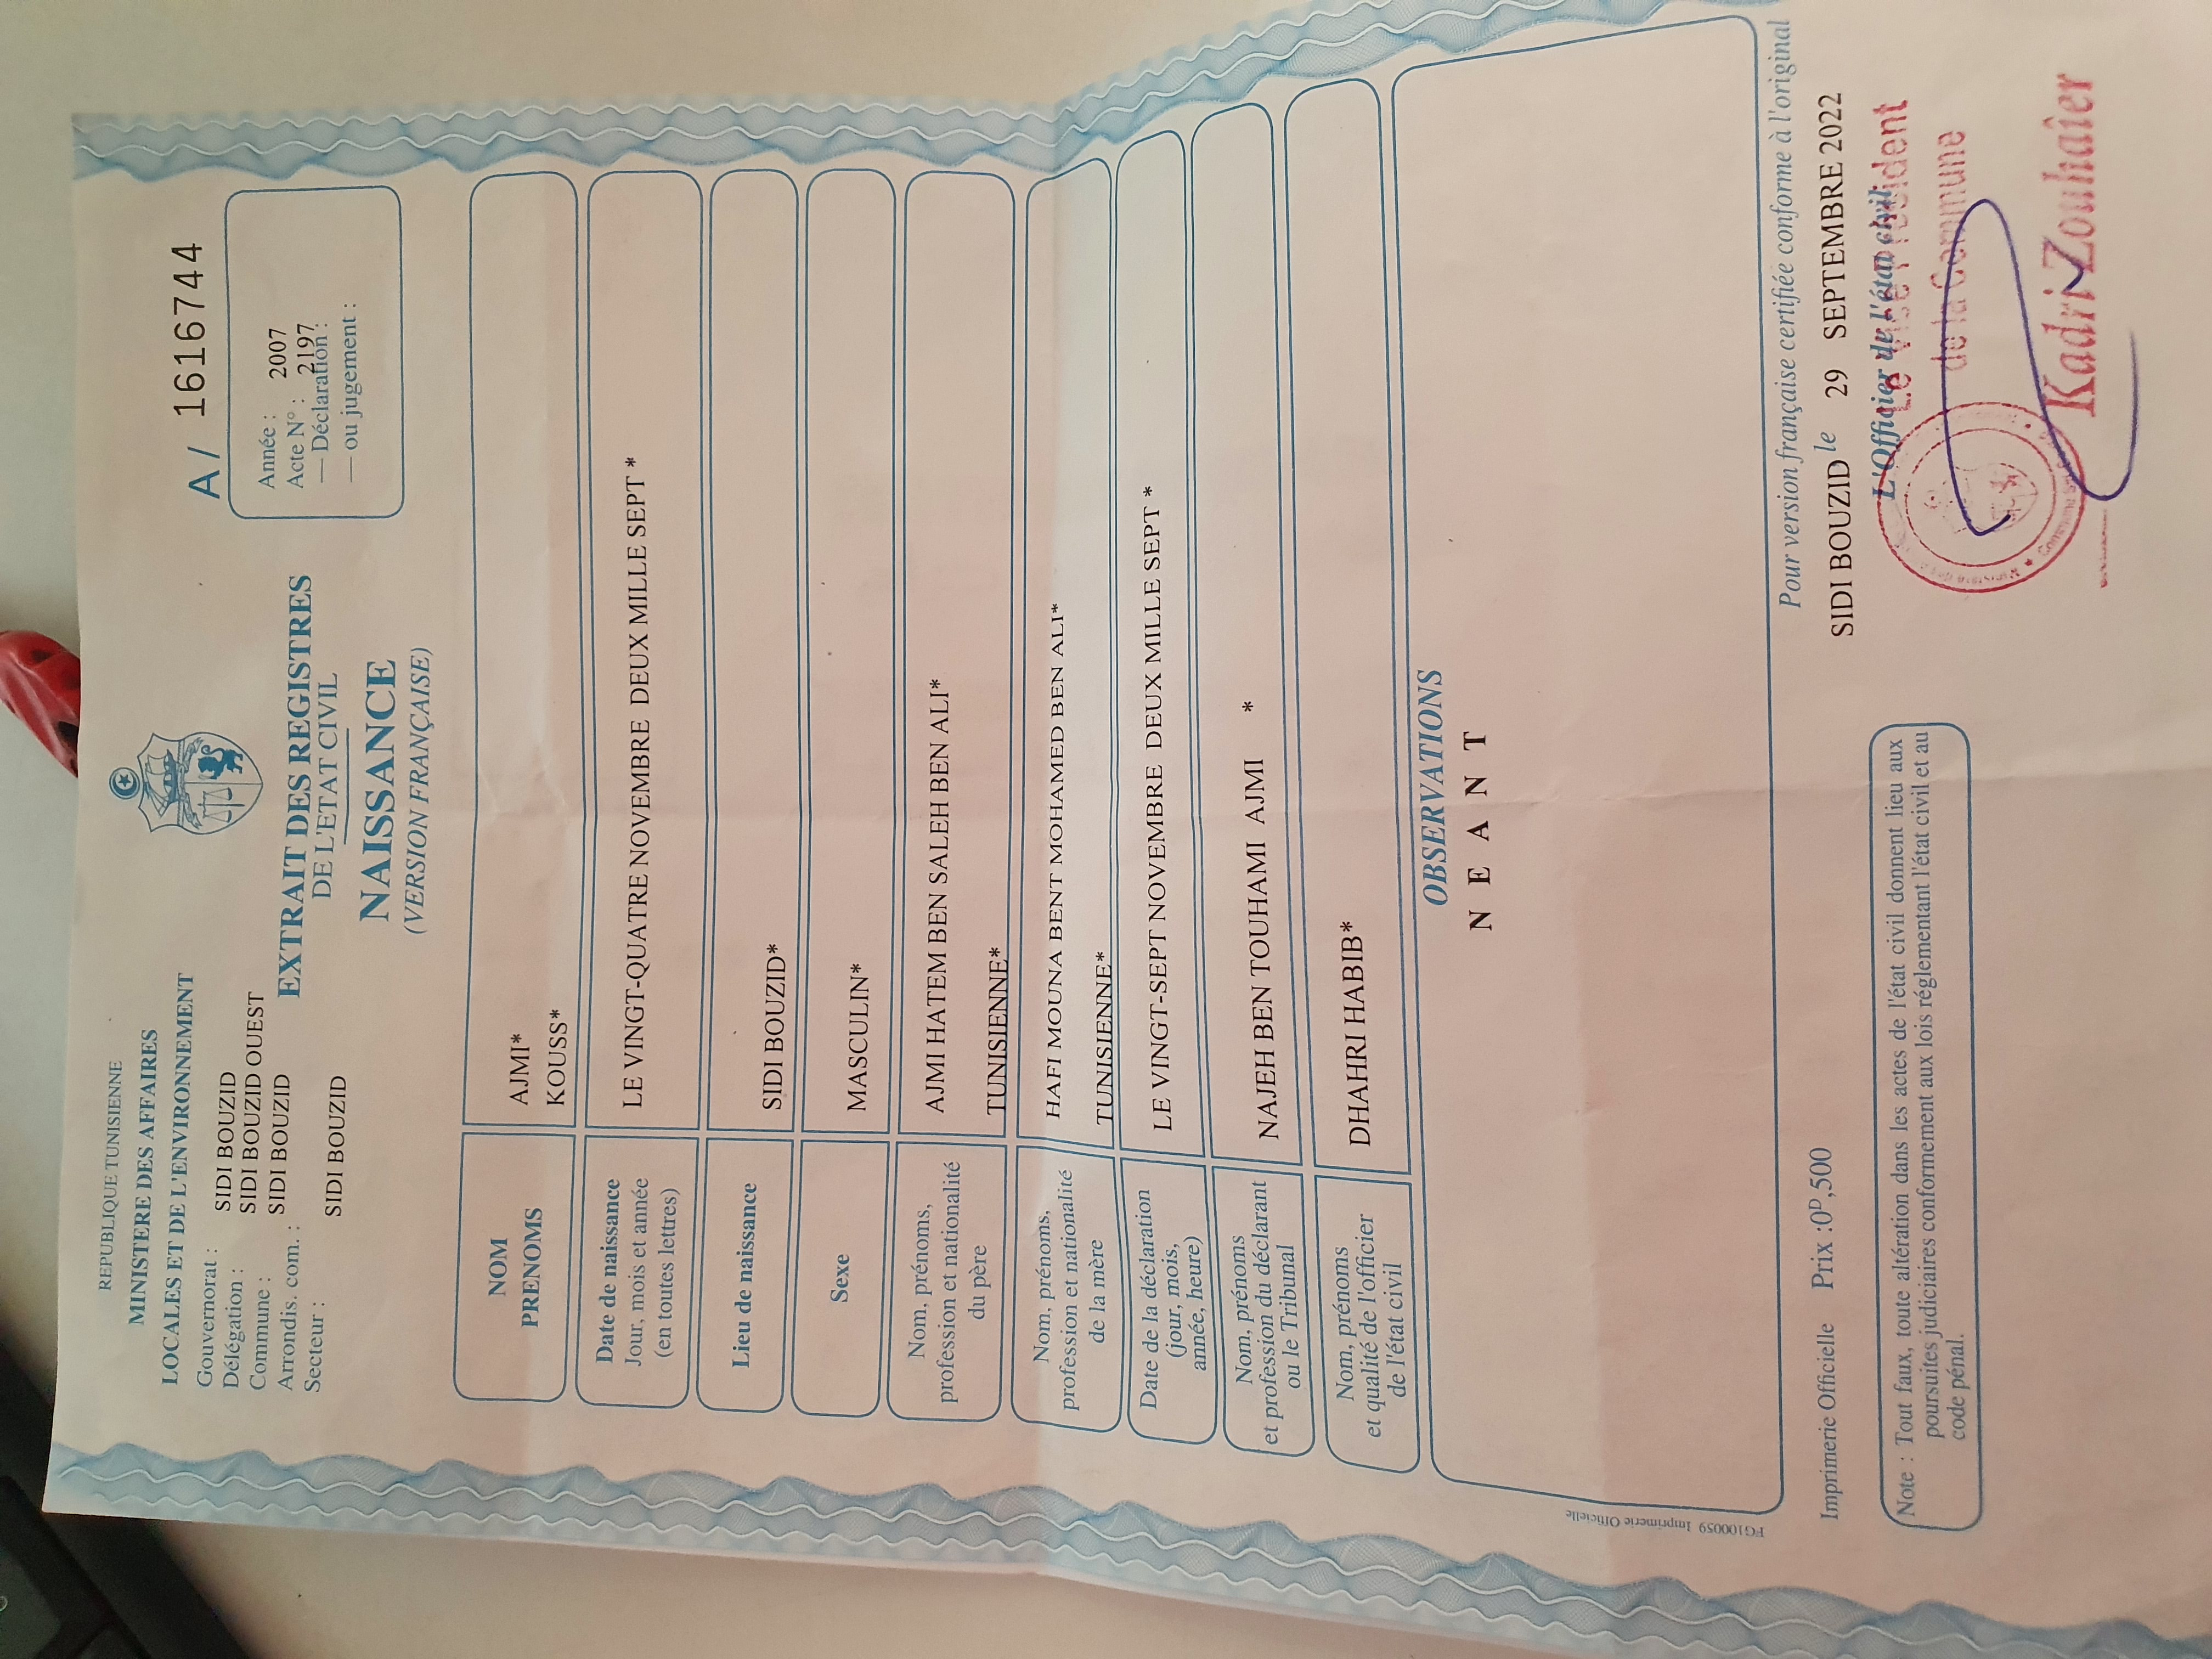 REPUBLIQUE TUNISIENNE
MINISTERE DES AFFAIRES
LOCALES ET DE L'ENVIRONNEMENT
Gouvernorat : SIDI BOUZID
Délégation : SIDI BOUZID OUEST
Commune : SIDI BOUZID
Arrondis. com. :
Secteur : SIDI BOUZID
A / 1616744
Année : 2007
Acte N° : 2197
— Déclaration :
— ou jugement :
EXTRAIT DES REGISTRES
DE L'ETAT CIVIL
NAISSANCE
(VERSION FRANÇAISE)
NOM
PRENOMS
AJMI*
KOUSS*
Date de naissance
Jour, mois et année
(en toutes lettres)
LE VINGT-QUATRE NOVEMBRE DEUX MILLE SEPT *
Lieu de naissance
SIDI BOUZID*
Sexe
MASCULIN*
Nom, prénoms,
profession et nationalité
du père
AJMI HATEM BEN SALEH BEN ALI*
TUNISIENNE*
Nom, prénoms,
profession et nationalité
de la mère
HAFI MOUNA BENT MOHAMED BEN ALI*
TUNISIENNE*
Date de la déclaration
(jour, mois,
année, heure)
LE VINGT-SEPT NOVEMBRE DEUX MILLE SEPT *
Nom, prénoms
et profession du déclarant
ou le Tribunal
NAJEH BEN TOUHAMI AJMI *
Nom, prénoms
et qualité de l'officier
de l'état civil
DHAHRI HABIB*
OBSERVATIONS
N E A N T
FG100059 Imprimerie Officielle
Imprimerie Officielle Prix :0D,500
Pour version française certifiée conforme à l'original
SIDI BOUZID le 29 SEPTEMBRE 2022
L'Officier de l'état civil
Le Vice Président
de la Commune
Kadri Zouhaîer
Note : Tout faux, toute altération dans les actes de l'état civil donnent lieu aux
poursuites judiciaires conformement aux lois réglementant l'état civil et au
code pénal.